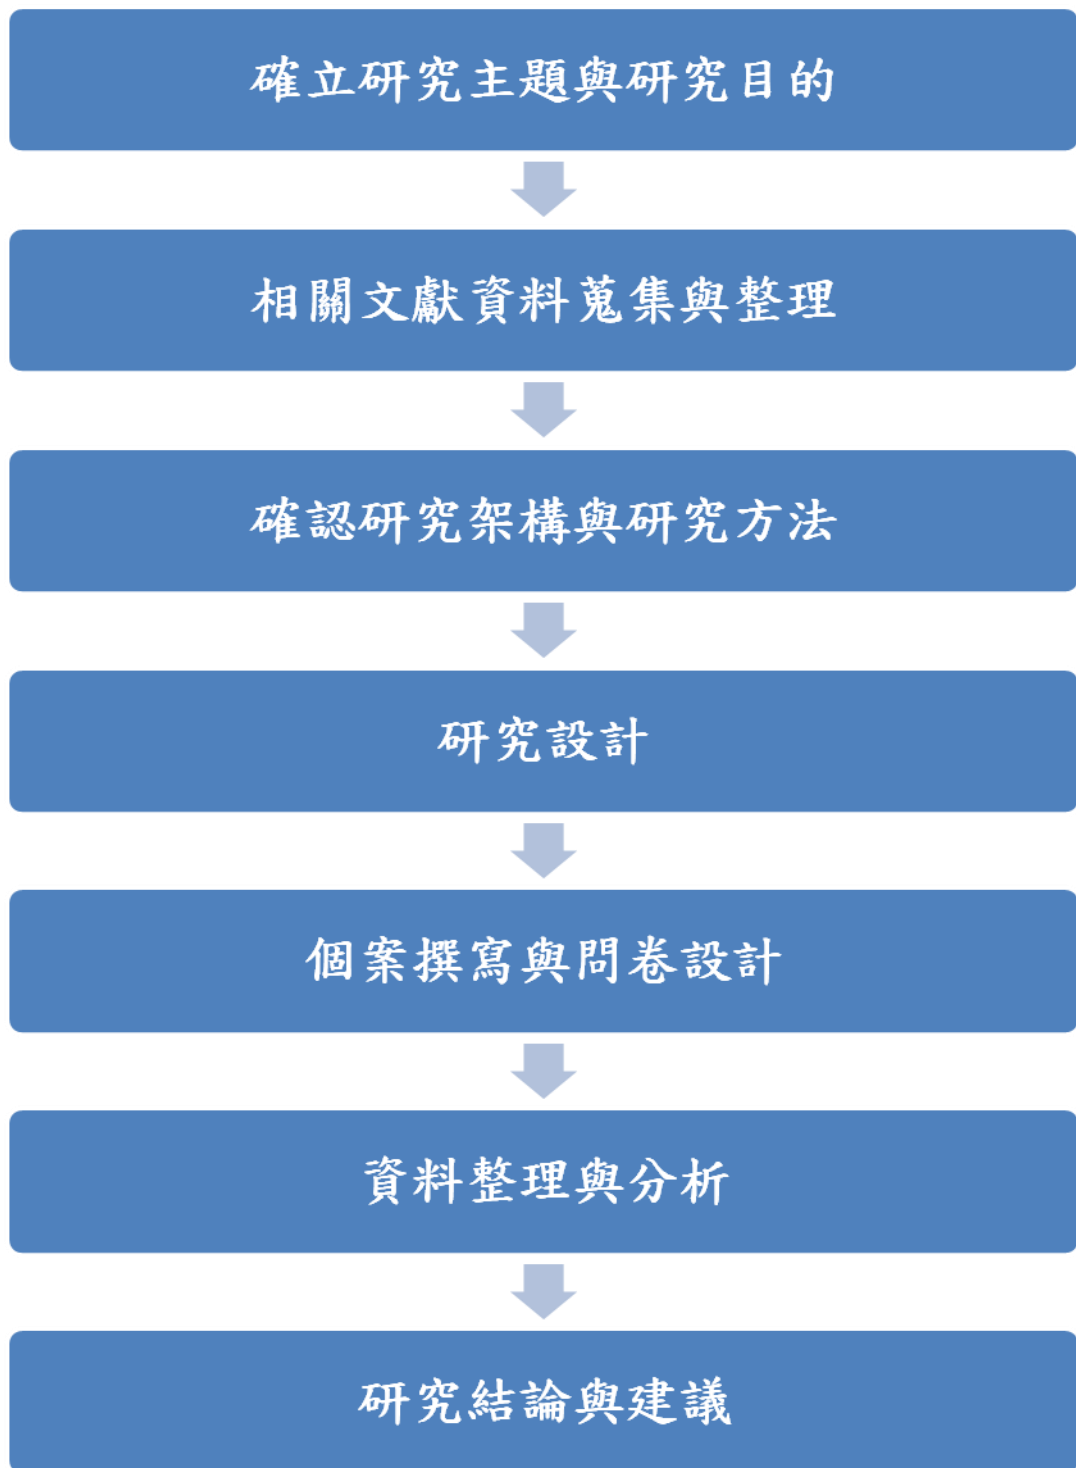 確立研究主題與研究目的
相關文獻資料蒐集與整理
確認研究架構與研究方法
研究設計
個案撰寫與問卷設計
資料整理與分析
研究結論與建議